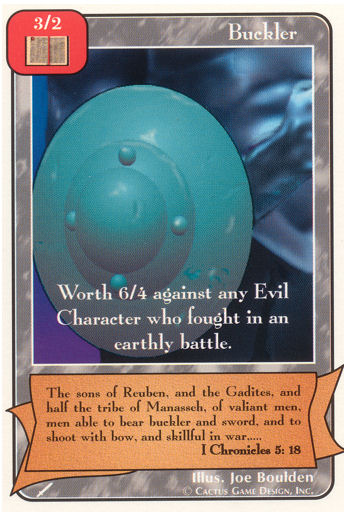 3/2
Buckler
Worth 6/4 against any Evil
Character who fought in an
earthly battle.
The sons of Reuben, and the Gadites, and
half the tribe of Manasseh, of valiant men,
men able to bear buckler and sword, and to
shoot with bow, and skillful in war,....
I Chronicles 5: 18
Illus. Joe Boulden
© Cactus Game Design, Inc.